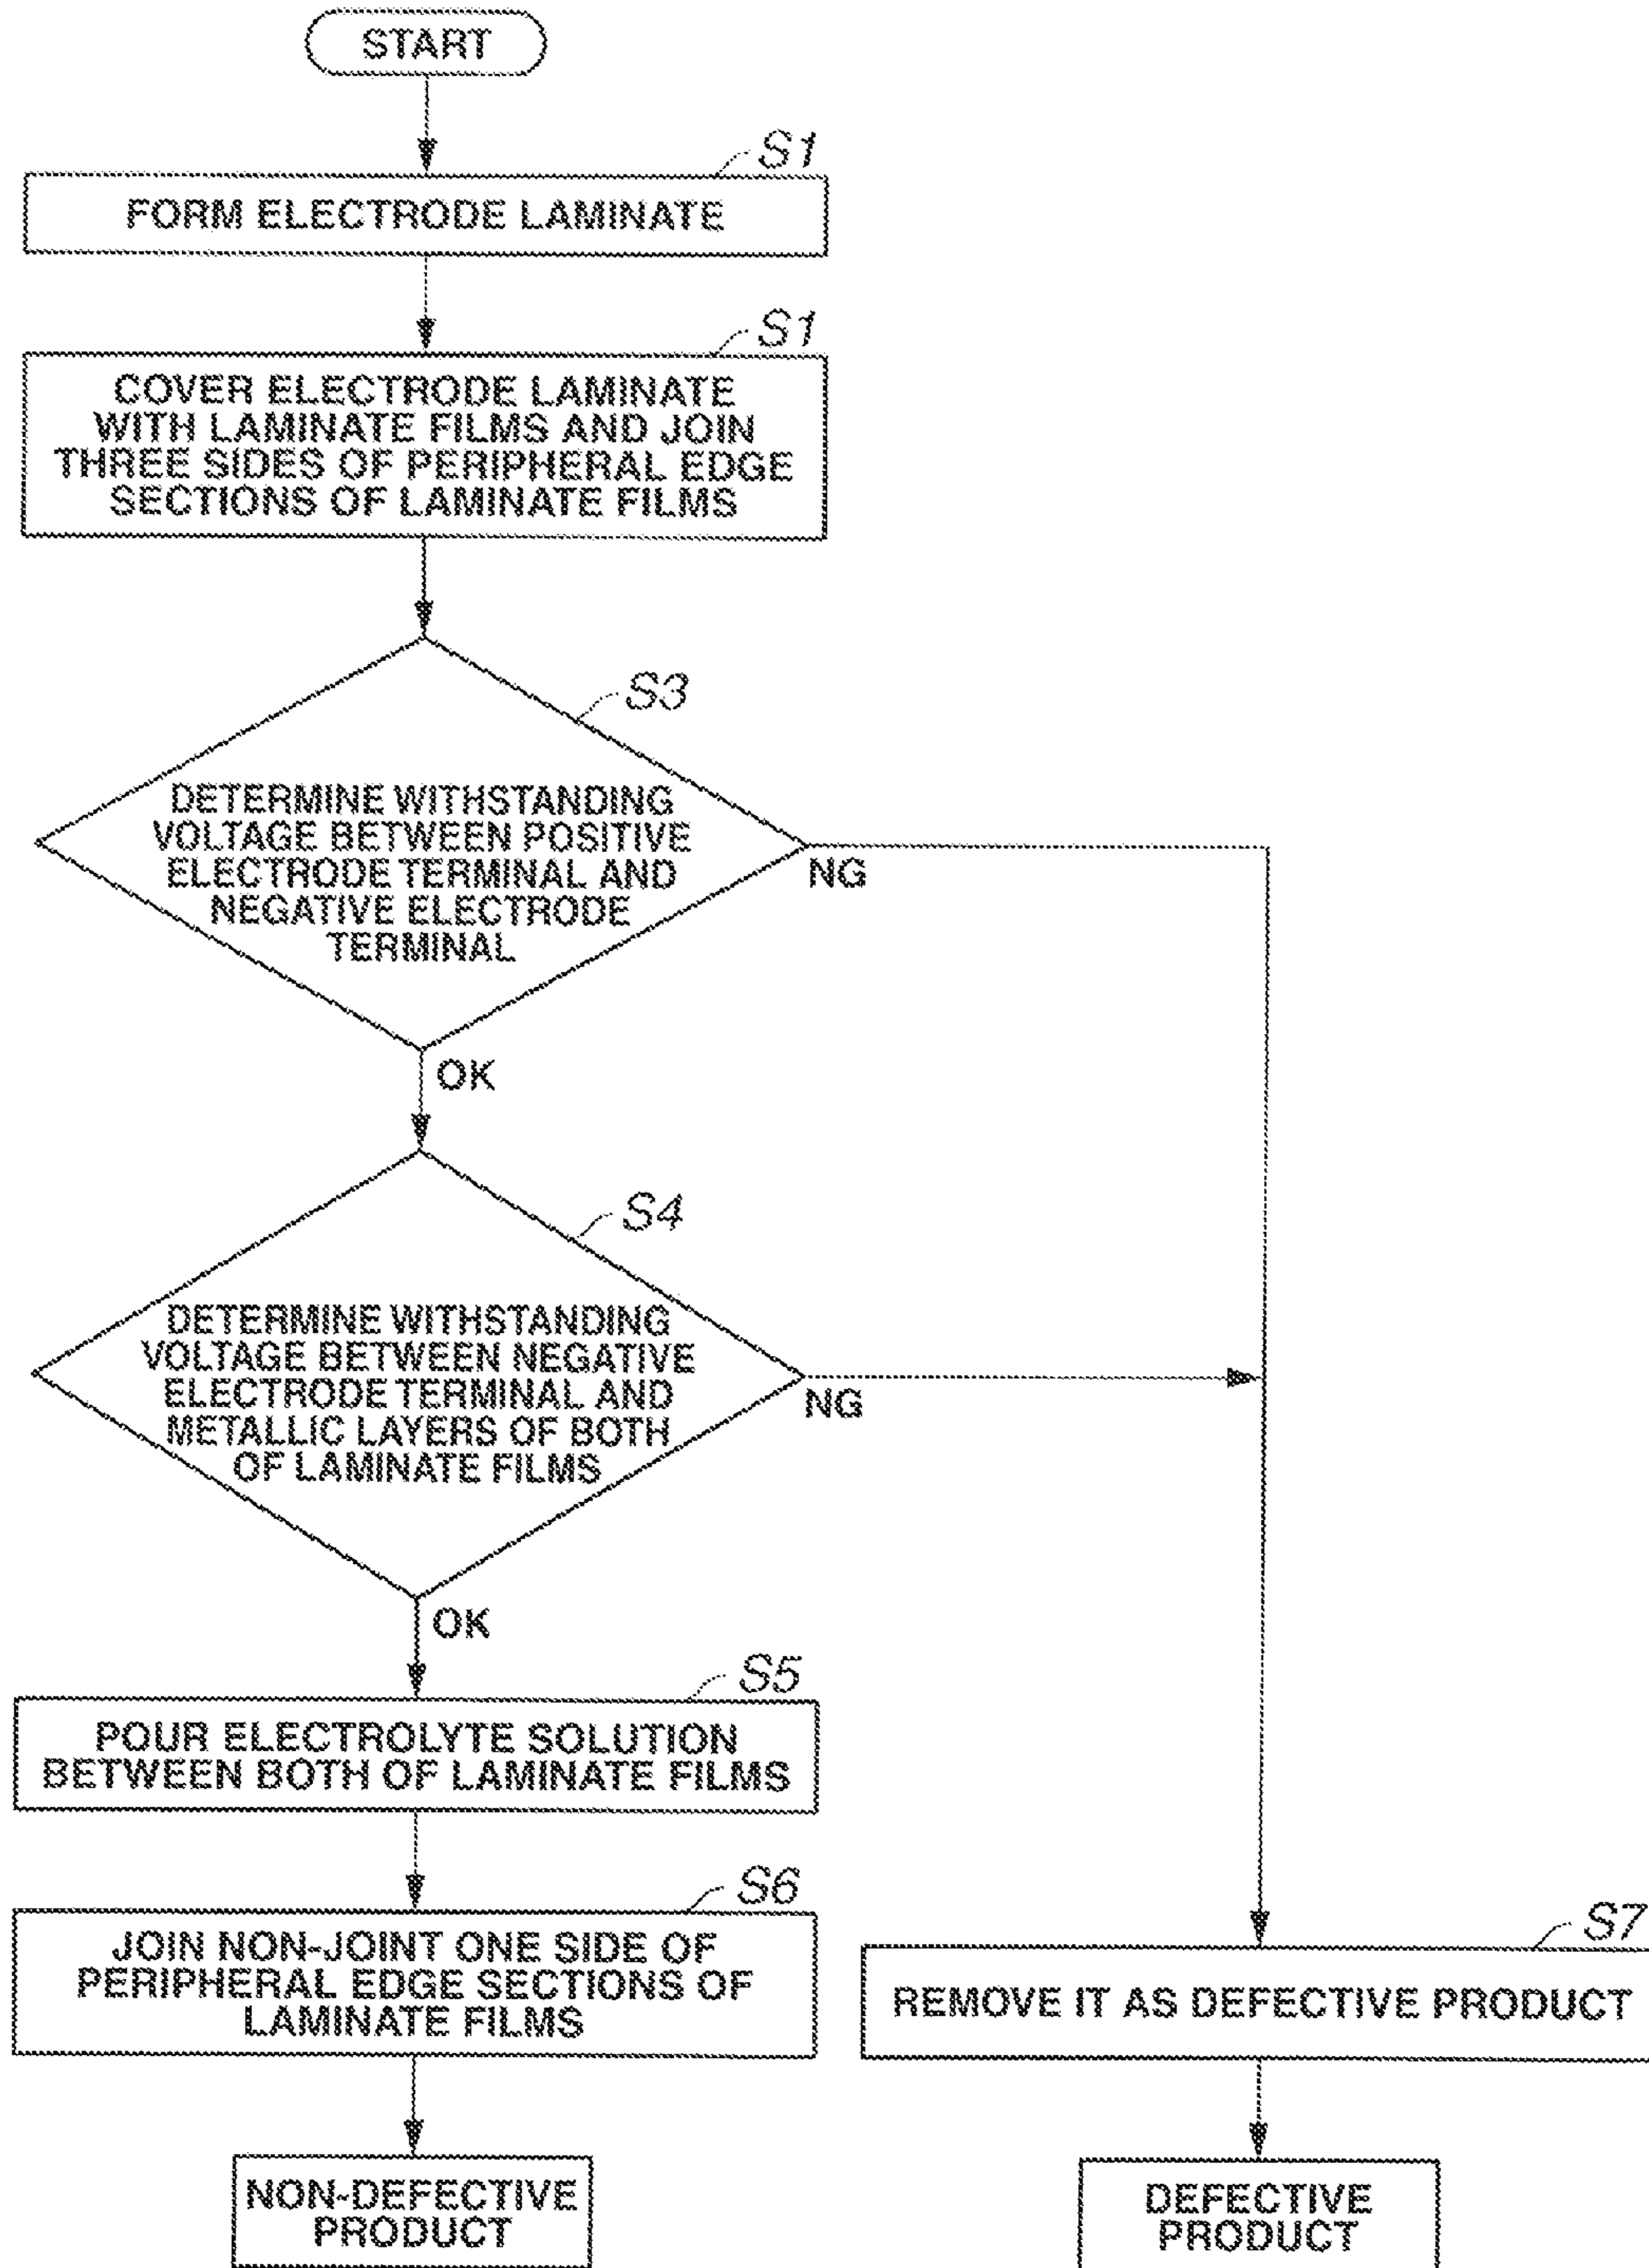 START
S1
FORM ELECTRODE LAMINATE
S1
COVER ELECTRODE LAMINATE
WITH LAMINATE FILMS AND JOIN
THREE SIDES OF PERIPHERAL EDGE
SECTIONS OF LAMINATE FILMS
S3
DETERMINE WITHSTANDING
VOLTAGE BETWEEN POSITIVE
ELECTRODE TERMINAL AND
NEGATIVE ELECTRODE
TERMINAL
NG
OK
S4
DETERMINE WITHSTANDING
VOLTAGE BETWEEN NEGATIVE
ELECTRODE TERMINAL AND
METALLIC LAYERS OF BOTH
OF LAMINATE FILMS
NG
OK
S5
POUR ELECTROLYTE SOLUTION
BETWEEN BOTH OF LAMINATE FILMS
S6
JOIN NON-JOINT ONE SIDE OF
PERIPHERAL EDGE SECTIONS OF
LAMINATE FILMS
S7
REMOVE IT AS DEFECTIVE PRODUCT
NON-DEFECTIVE
PRODUCT
DEFECTIVE
PRODUCT